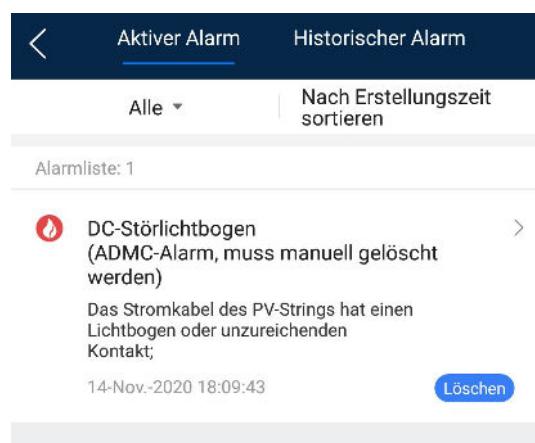 Aktiver Alarm Historischer Alarm
Alle Nach Erstellungszeit
sortieren
Alarmliste: 1
DC-Störlichtbogen
(ADMC-Alarm, muss manuell gelöscht
werden)
Das Stromkabel des PV-Strings hat einen
Lichtbogen oder unzureichenden
Kontakt;
14-Nov.-2020 18:09:43 Löschen